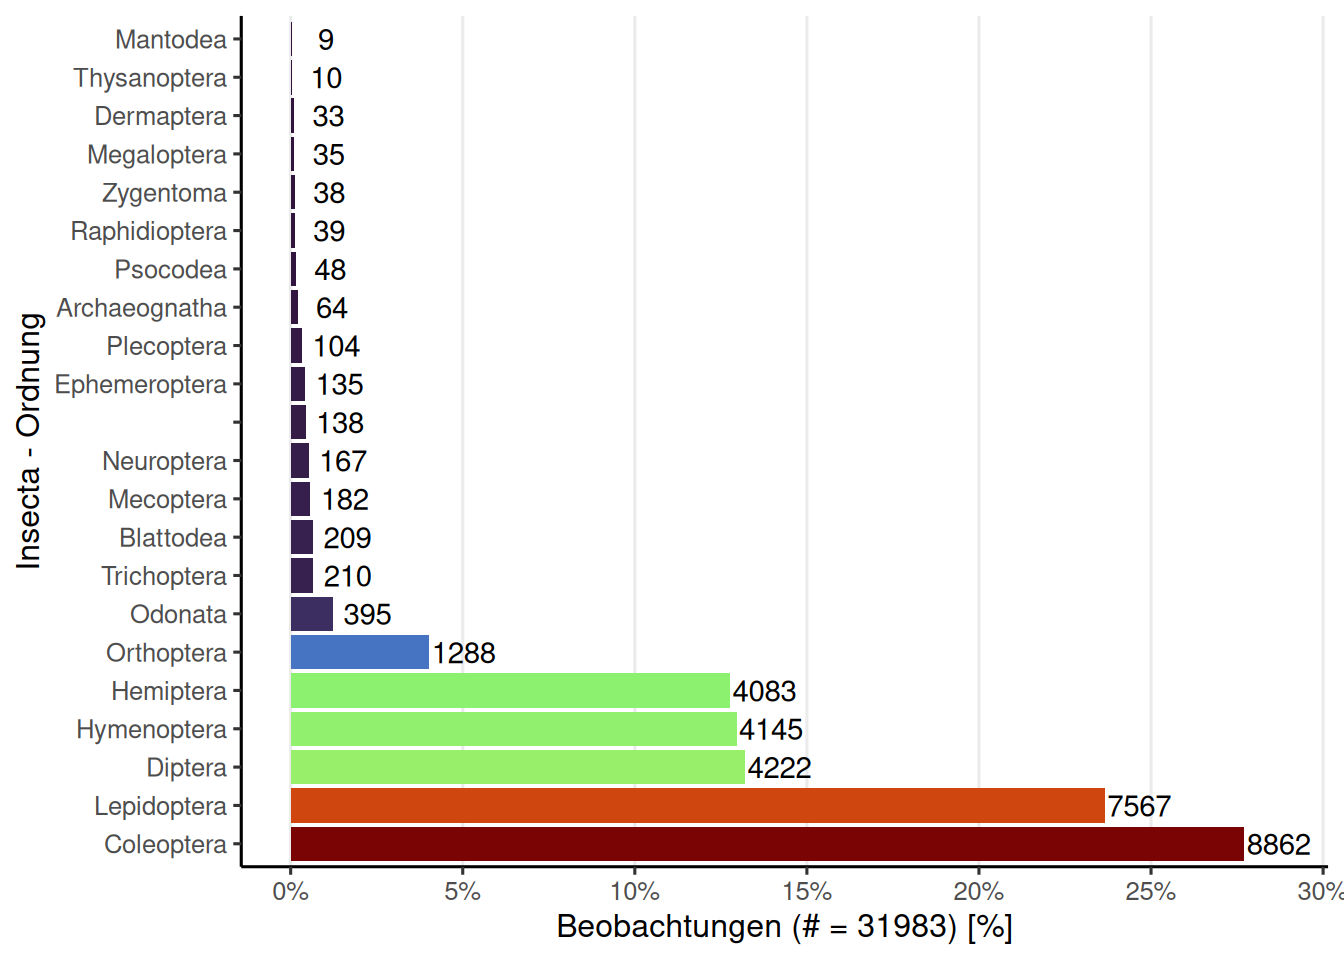 Insecta - Ordnung
Mantodea 9
Thysanoptera 10
Dermaptera 33
Megaloptera 35
Zygentoma 38
Raphidioptera 39
Psocodea 48
Archaeognatha 64
Plecoptera 104
Ephemeroptera 135
138
Neuroptera 167
Mecoptera 182
Blattodea 209
Trichoptera 210
Odonata 395
Orthoptera 1288
Hemiptera 4083
Hymenoptera 4145
Diptera 4222
Lepidoptera 7567
Coleoptera 8862
0% 5% 10% 15% 20% 25% 30%
Beobachtungen (# = 31983) [%]